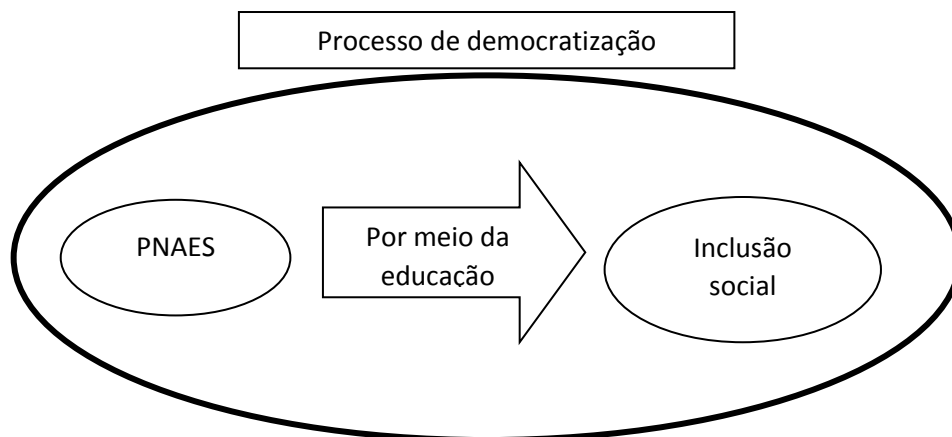 Processo de democratização
PNAES
Por meio da
educação
Inclusão
social